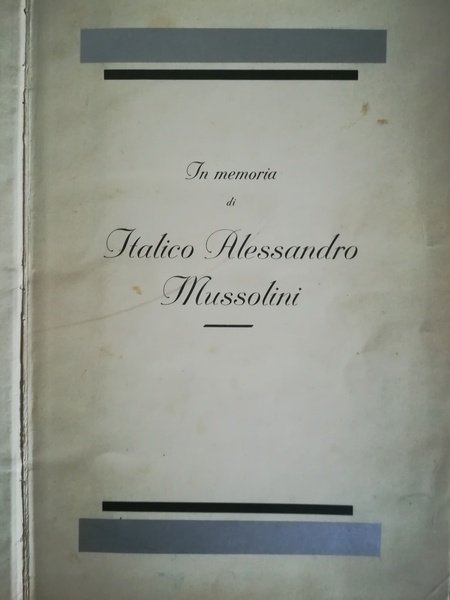 In memoria
di
Italico Alessandro
Mussolini